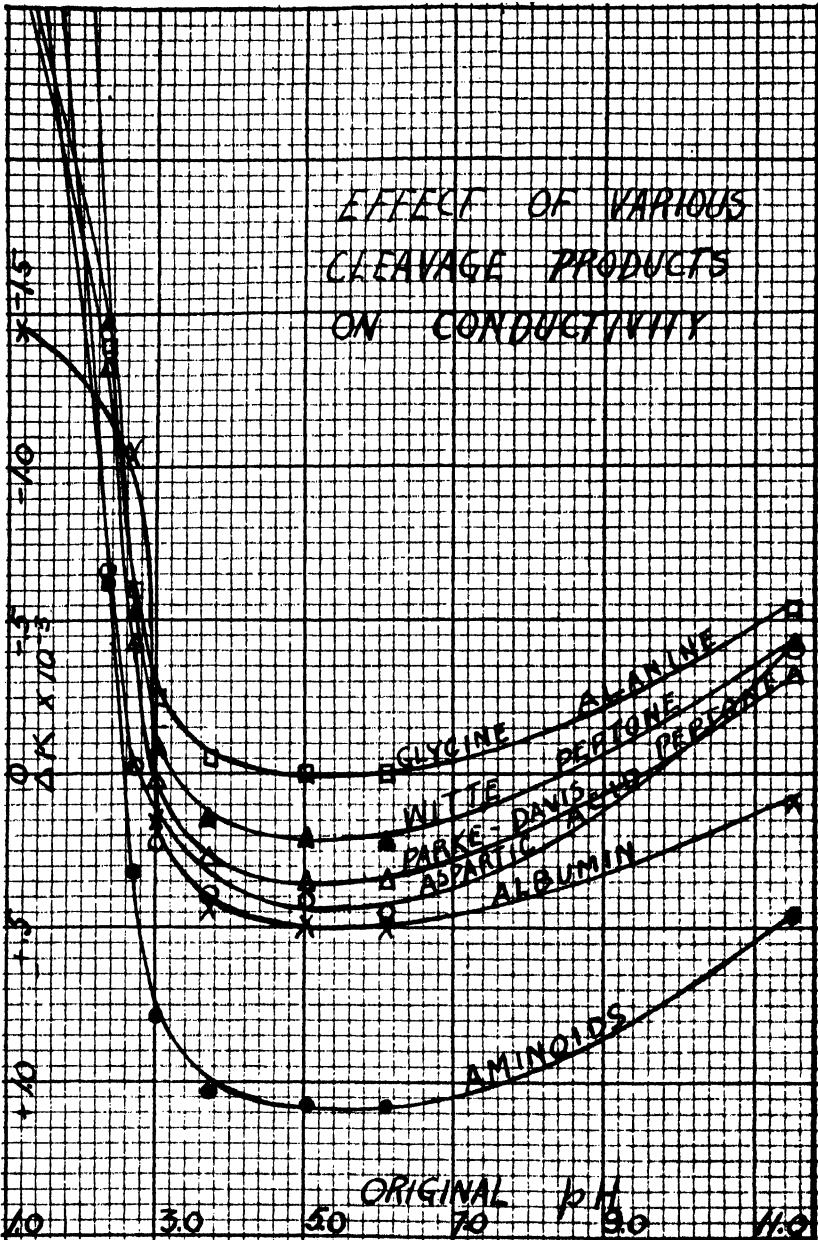 EFFECT OF VARIOUS
CLEAVAGE PRODUCTS
ON CONDUCTIVITY
-1.5
-1.0
-.5
0
+.5
+1.0
ΔK X 10-3
GLYCINE ALANINE
WITTE PEPTONE
PARKE-DAVIS PEPTONE
ASPARTIC ACID
ALBUMIN
AMINOIDS
ORIGINAL pH
1.0 3.0 5.0 7.0 9.0 11.0